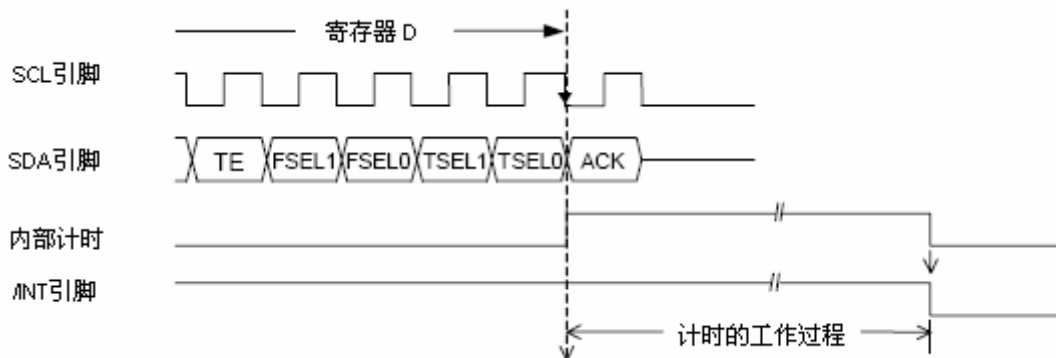 寄存器 D
SCL引脚
SDA引脚
TE FSEL1 FSEL0 TSEL1 TSEL0 ACK
内部计时
//
/INT引脚
//
计时的工作过程